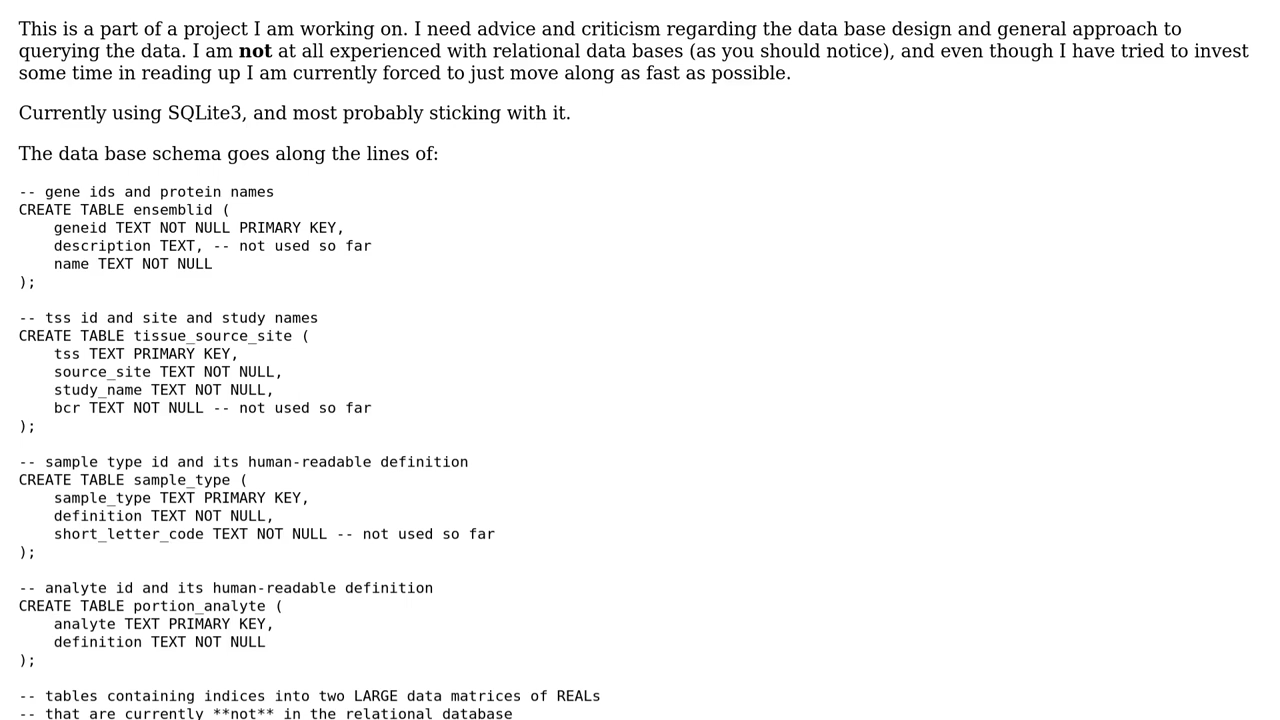 This is a part of a project I am working on. I need advice and criticism regarding the data base design and general approach to
querying the data. I am not at all experienced with relational data bases (as you should notice), and even though I have tried to invest
some time in reading up I am currently forced to just move along as fast as possible.
Currently using SQLite3, and most probably sticking with it.
The data base schema goes along the lines of:
-- gene ids and protein names
CREATE TABLE ensemblid (
    geneid TEXT NOT NULL PRIMARY KEY,
    description TEXT, -- not used so far
    name TEXT NOT NULL
);
-- tss id and site and study names
CREATE TABLE tissue_source_site (
    tss TEXT PRIMARY KEY,
    source_site TEXT NOT NULL,
    study_name TEXT NOT NULL,
    bcr TEXT NOT NULL -- not used so far
);
-- sample type id and its human-readable definition
CREATE TABLE sample_type (
    sample_type TEXT PRIMARY KEY,
    definition TEXT NOT NULL,
    short_letter_code TEXT NOT NULL -- not used so far
);
-- analyte id and its human-readable definition
CREATE TABLE portion_analyte (
    analyte TEXT PRIMARY KEY,
    definition TEXT NOT NULL
);
-- tables containing indices into two LARGE data matrices of REALs
-- that are currently **not** in the relational database